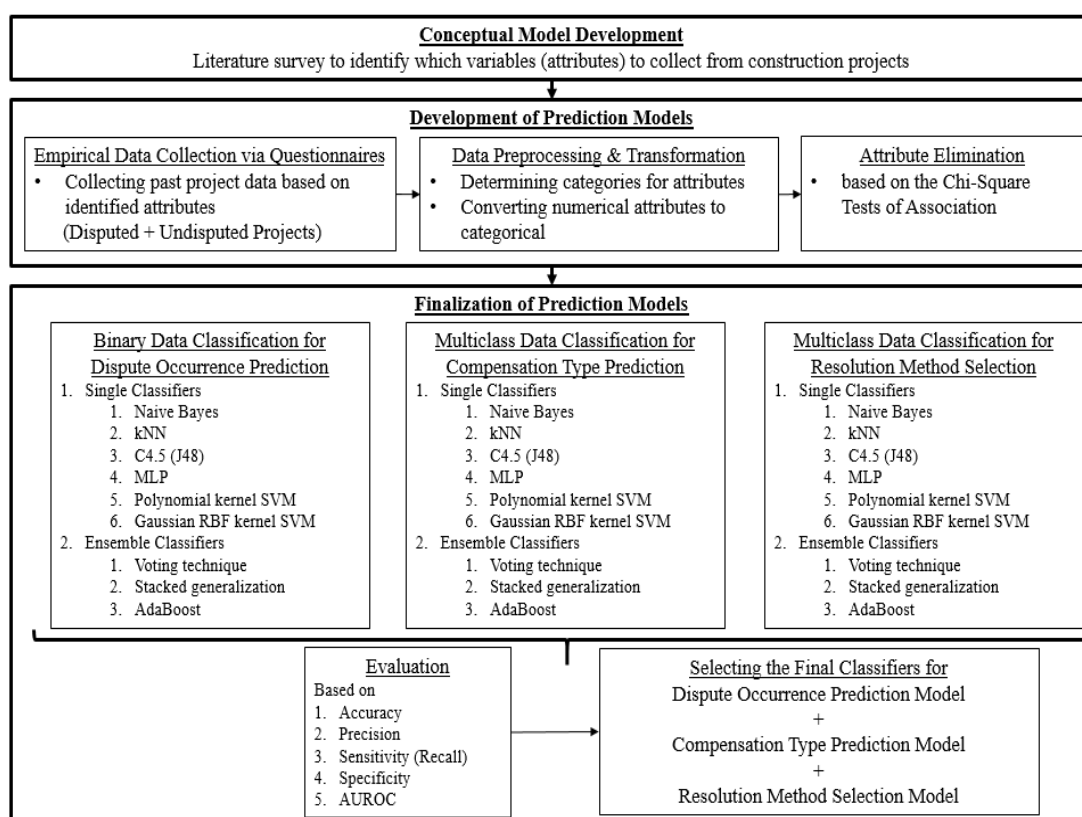 Conceptual Model Development
Literature survey to identify which variables (attributes) to collect from construction projects
Development of Prediction Models
Empirical Data Collection via Questionnaires
• Collecting past project data based on
identified attributes
(Disputed + Undisputed Projects)
Data Preprocessing & Transformation
• Determining categories for attributes
• Converting numerical attributes to
categorical
Attribute Elimination
• based on the Chi-Square
Tests of Association
Finalization of Prediction Models
Binary Data Classification for
Dispute Occurrence Prediction
1. Single Classifiers
1. Naive Bayes
2. kNN
3. C4.5 (J48)
4. MLP
5. Polynomial kernel SVM
6. Gaussian RBF kernel SVM
2. Ensemble Classifiers
1. Voting technique
2. Stacked generalization
3. AdaBoost
Multiclass Data Classification for
Compensation Type Prediction
1. Single Classifiers
1. Naive Bayes
2. kNN
3. C4.5 (J48)
4. MLP
5. Polynomial kernel SVM
6. Gaussian RBF kernel SVM
2. Ensemble Classifiers
1. Voting technique
2. Stacked generalization
3. AdaBoost
Multiclass Data Classification for
Resolution Method Selection
1. Single Classifiers
1. Naive Bayes
2. kNN
3. C4.5 (J48)
4. MLP
5. Polynomial kernel SVM
6. Gaussian RBF kernel SVM
2. Ensemble Classifiers
1. Voting technique
2. Stacked generalization
3. AdaBoost
Evaluation
Based on
1. Accuracy
2. Precision
3. Sensitivity (Recall)
4. Specificity
5. AUROC
Selecting the Final Classifiers for
Dispute Occurrence Prediction Model
+
Compensation Type Prediction Model
+
Resolution Method Selection Model